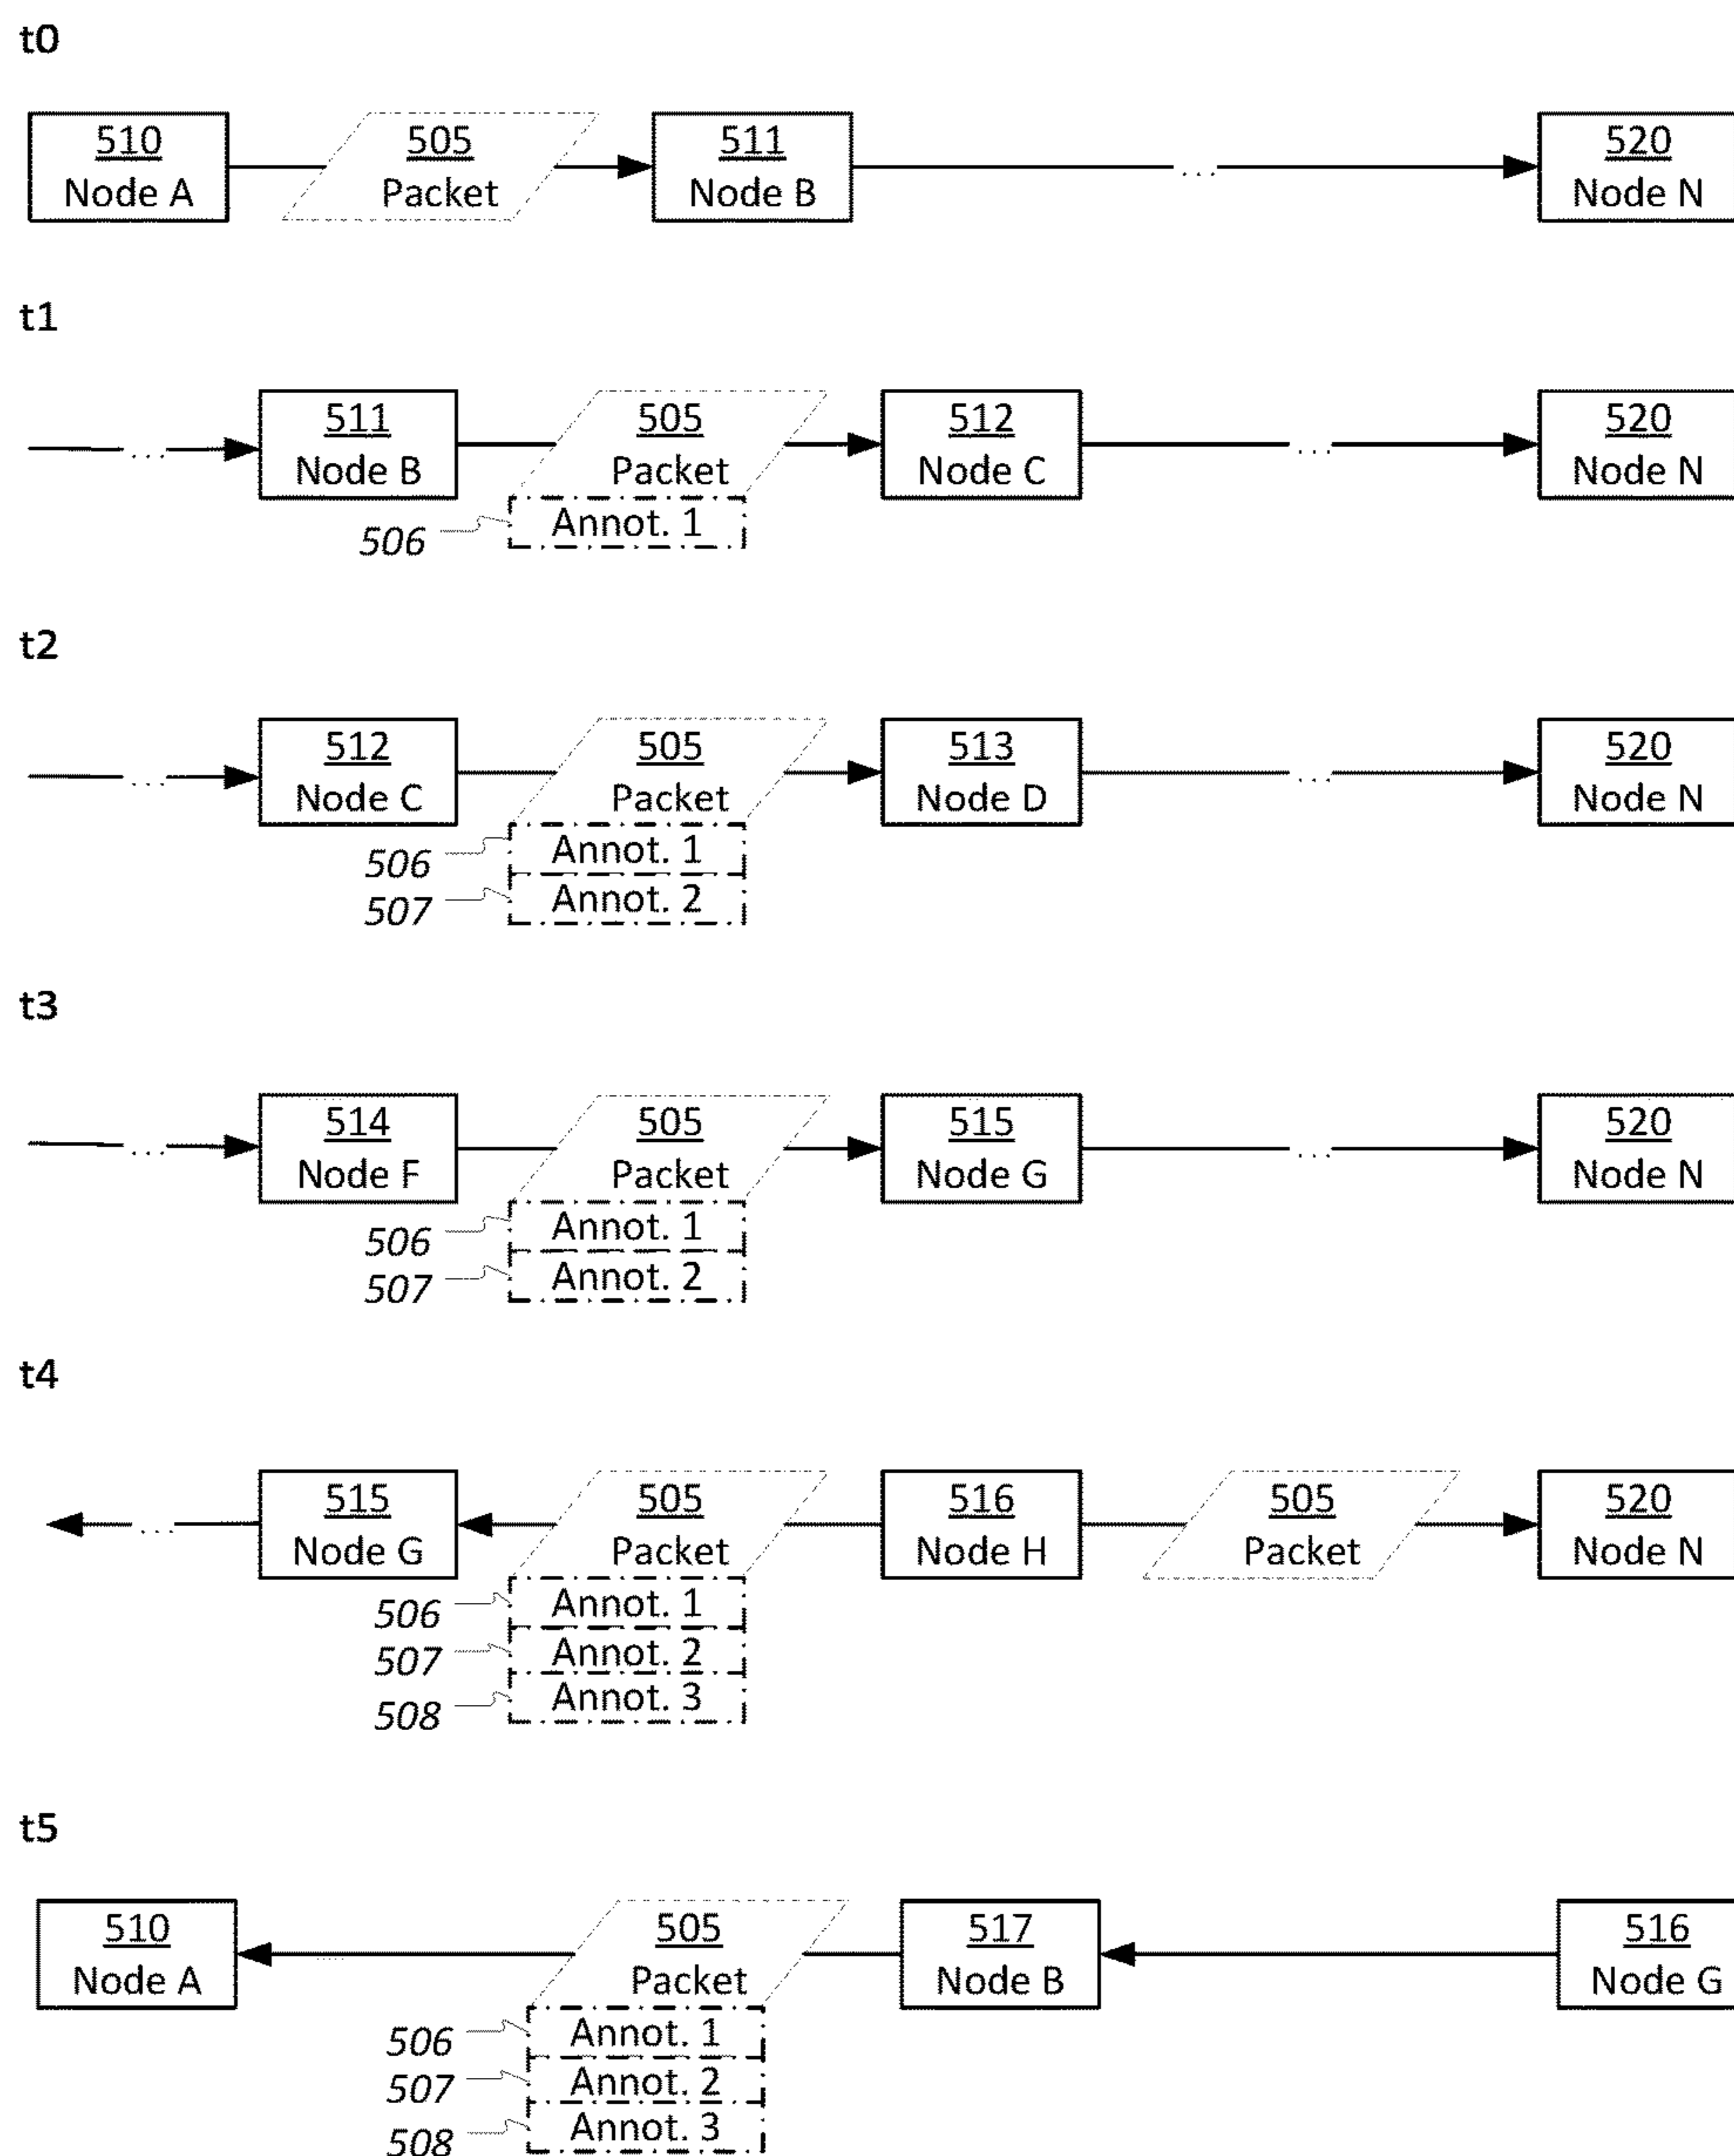 t0
510
Node A
505
Packet
511
Node B
...
520
Node N
t1
...
511
Node B
505
Packet
512
Node C
...
520
Node N
506
Annot. 1
t2
...
512
Node C
505
Packet
513
Node D
...
520
Node N
506
Annot. 1
507
Annot. 2
t3
...
514
Node F
505
Packet
515
Node G
...
520
Node N
506
Annot. 1
507
Annot. 2
t4
...
515
Node G
505
Packet
516
Node H
505
Packet
520
Node N
506
Annot. 1
507
Annot. 2
508
Annot. 3
t5
510
Node A
...
505
Packet
517
Node B
516
Node G
506
Annot. 1
507
Annot. 2
508
Annot. 3